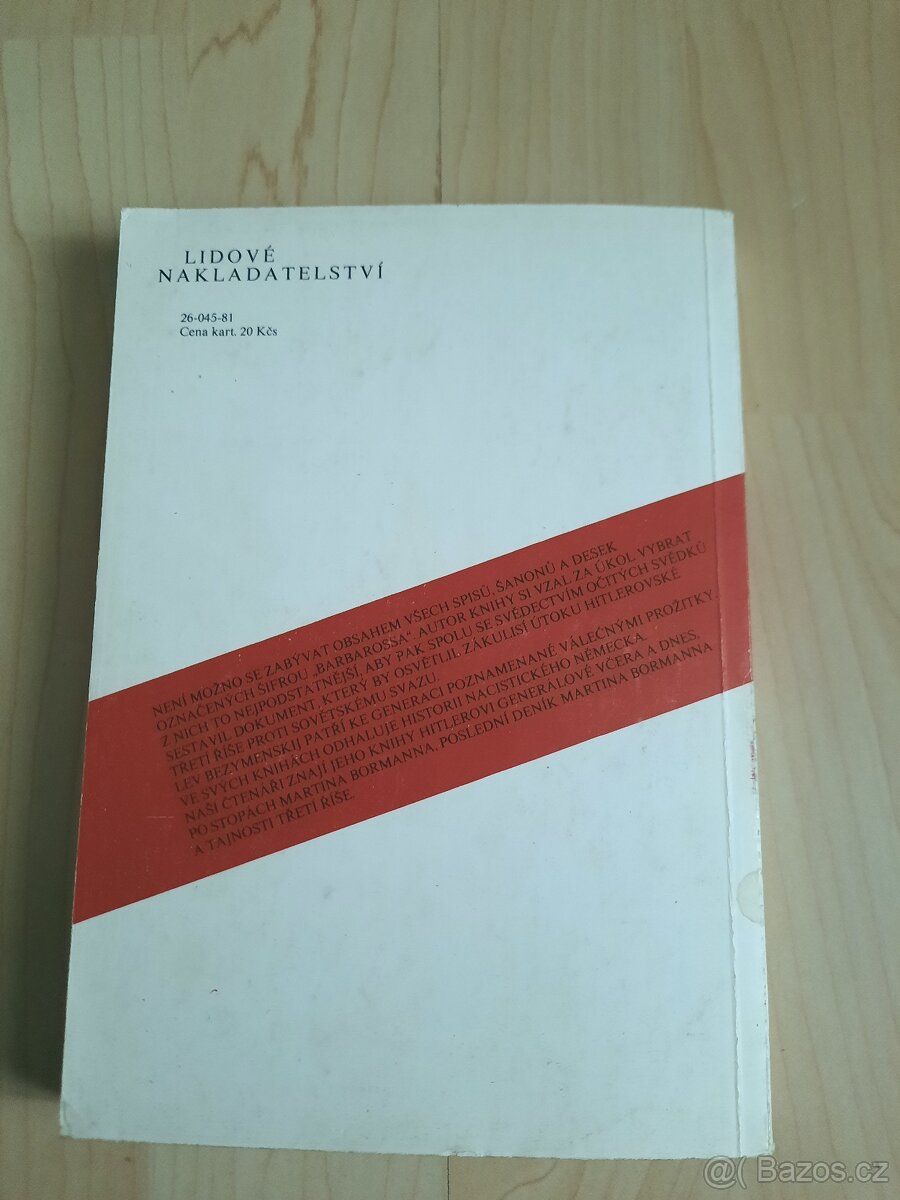 LIDOVÉ
NAKLADATELSTVÍ
26-045-81
Cena kart. 20 Kčs
NENÍ MOŽNO SE ZABÝVAT OBSAHEM VŠECH SPISŮ, ŠANONŮ A DESEK
OZNAČENÝCH ŠIFROU „BARBAROSSA“. AUTOR KNIHY SI VZAL ZA ÚKOL VYBRAT
Z NICH TO NEJPODSTATNĚJŠÍ, ABY PAK SPOLU SE SVĚDECTVÍM OČITÝCH SVĚDKŮ
SESTAVIL DOKUMENT, KTERÝ BY OSVĚTLIL ZÁKULISÍ ÚTOKU HITLEROVSKÉ
TŘETÍ ŘÍŠE PROTI SOVĚTSKÉMU SVAZU.
LEV BEZYMENSKIJ PATŘÍ KE GENERACI POZNAMENANÉ VÁLEČNÝMI PROŽITKY.
VE SVÝCH KNIHÁCH ODHALUJE HISTORII NACISTICKÉHO NĚMECKA.
NAŠI ČTENÁŘI ZNAJÍ JEHO KNIHY HITLEROVI GENERÁLOVÉ VČERA A DNES,
PO STOPÁCH MARTINA BORMANNA, POSLEDNÍ DENÍK MARTINA BORMANNA
A TAJNOSTI TŘETÍ ŘÍŠE.
@( Bazos.cz